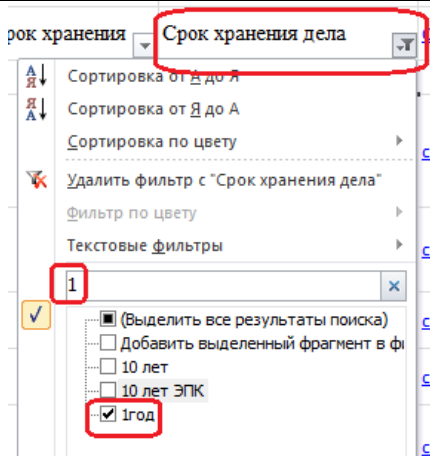 рок хранения Срок хранения дела
Сортировка от А до Я
Сортировка от Я до А
Сортировка по цвету
Удалить фильтр с "Срок хранения дела"
Фильтр по цвету
Текстовые фильтры
1
(Выделить все результаты поиска)
Добавить выделенный фрагмент в фи
10 лет
10 лет ЭПК
1год